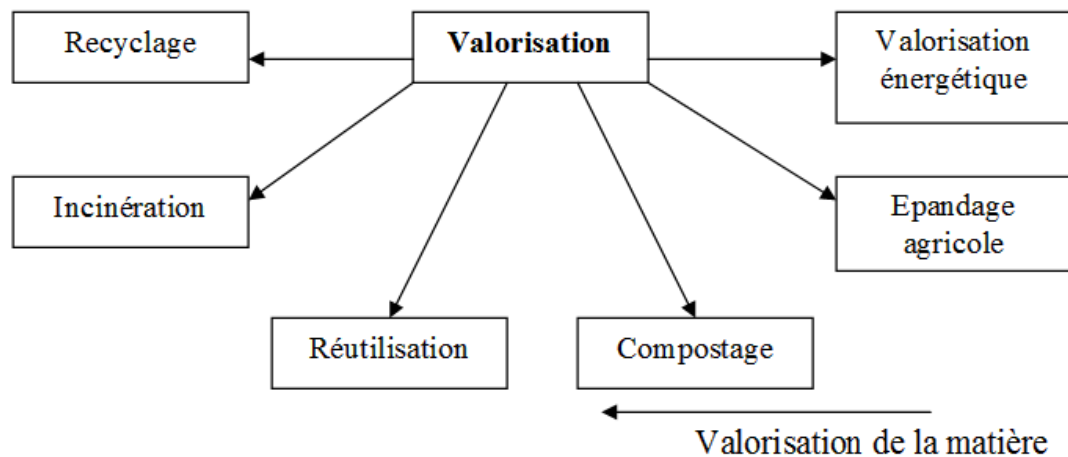 Recyclage
Valorisation
Valorisation
énergétique
Incinération
Epandage
agricole
Réutilisation
Compostage
Valorisation de la matière